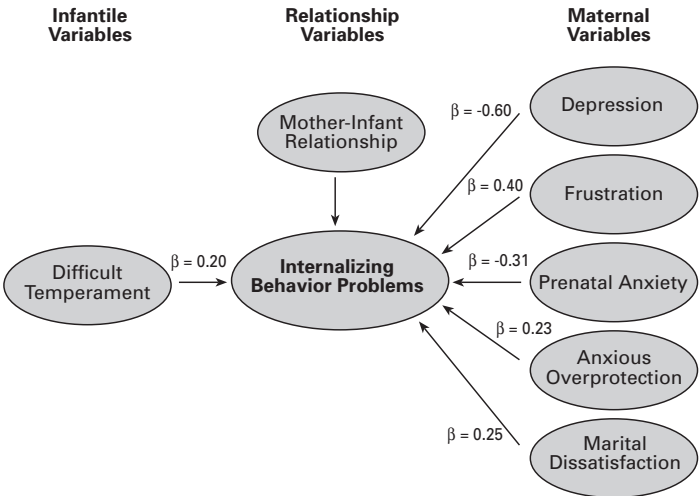 Infantile
Variables
Relationship
Variables
Maternal
Variables
Depression
β = -0.60
Mother-Infant
Relationship
β = 0.40
Frustration
β = 0.20
Difficult
Temperament
Internalizing
Behavior Problems
β = -0.31
Prenatal Anxiety
β = 0.23
Anxious
Overprotection
β = 0.25
Marital
Dissatisfaction